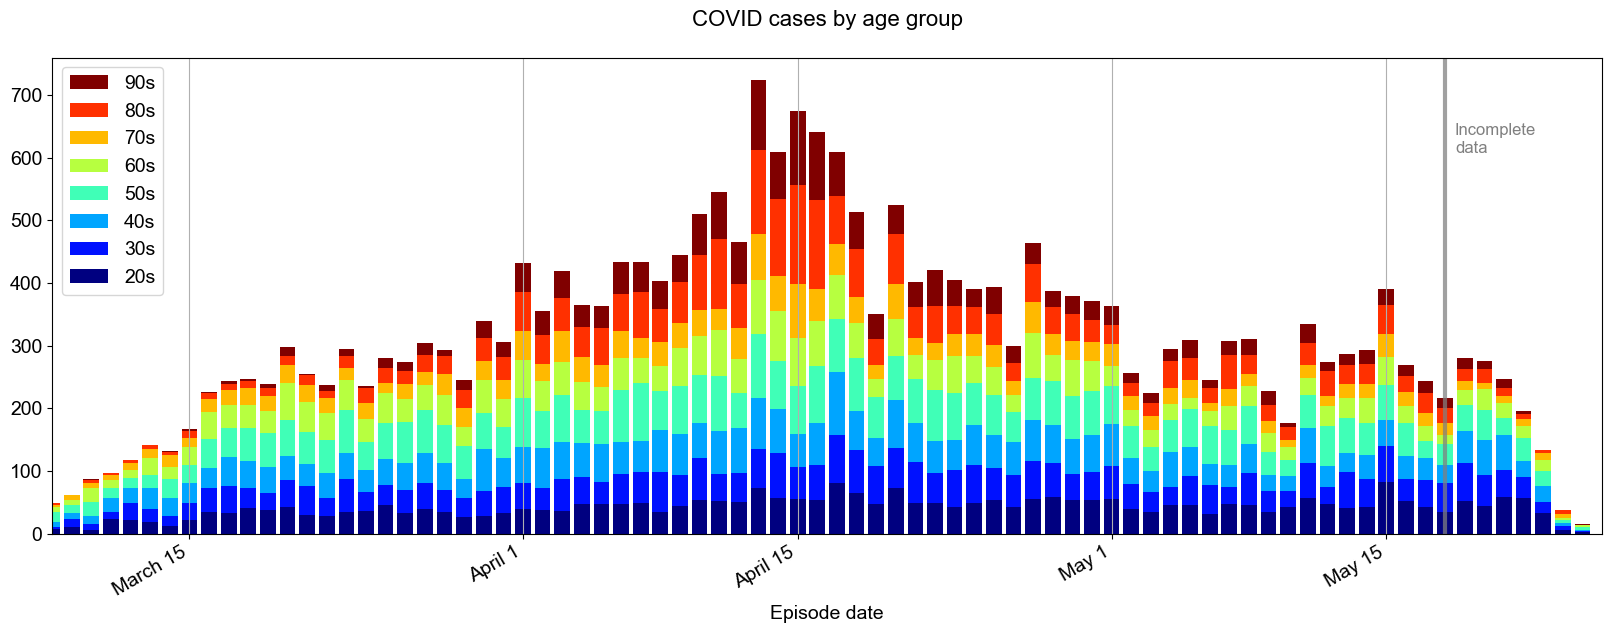 COVID cases by age group
700
600
500
400
300
200
100
0
90s
80s
70s
60s
50s
40s
30s
20s
Incomplete
data
March 15
April 1
April 15
May 1
May 15
Episode date